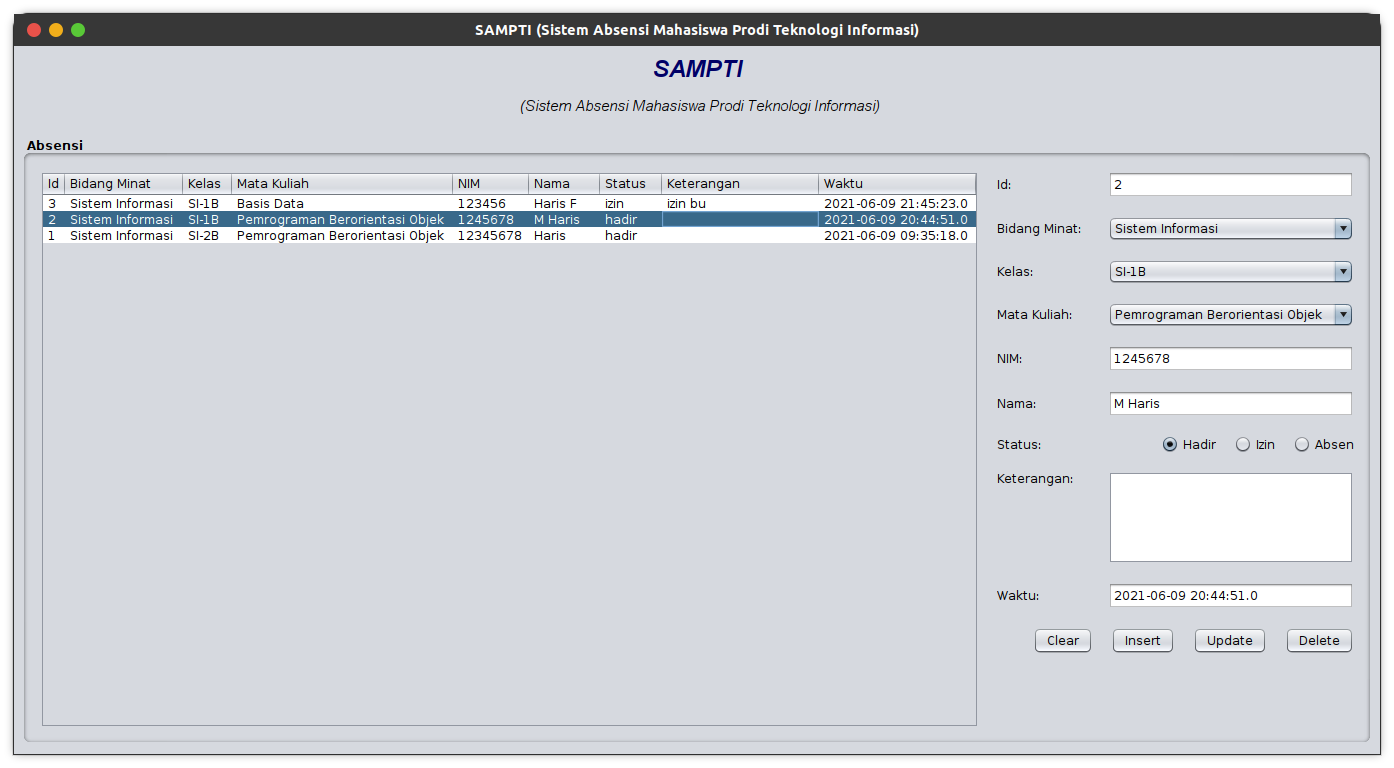 SAMPTI (Sistem Absensi Mahasiswa Prodi Teknologi Informasi)
SAMPTI
(Sistem Absensi Mahasiswa Prodi Teknologi Informasi)
Absensi
Id Bidang Minat Kelas Mata Kuliah NIM Nama Status Keterangan Waktu
3 Sistem Informasi SI-1B Basis Data 123456 Haris F izin izin bu 2021-06-09 21:45:23.0
2 Sistem Informasi SI-1B Pemrograman Berorientasi Objek 1245678 M Haris hadir 2021-06-09 20:44:51.0
1 Sistem Informasi SI-2B Pemrograman Berorientasi Objek 12345678 Haris hadir 2021-06-09 09:35:18.0
Id: 2
Bidang Minat: Sistem Informasi
Kelas: SI-1B
Mata Kuliah: Pemrograman Berorientasi Objek
NIM: 1245678
Nama: M Haris
Status: Hadir Izin Absen
Keterangan:
Waktu: 2021-06-09 20:44:51.0
Clear Insert Update Delete